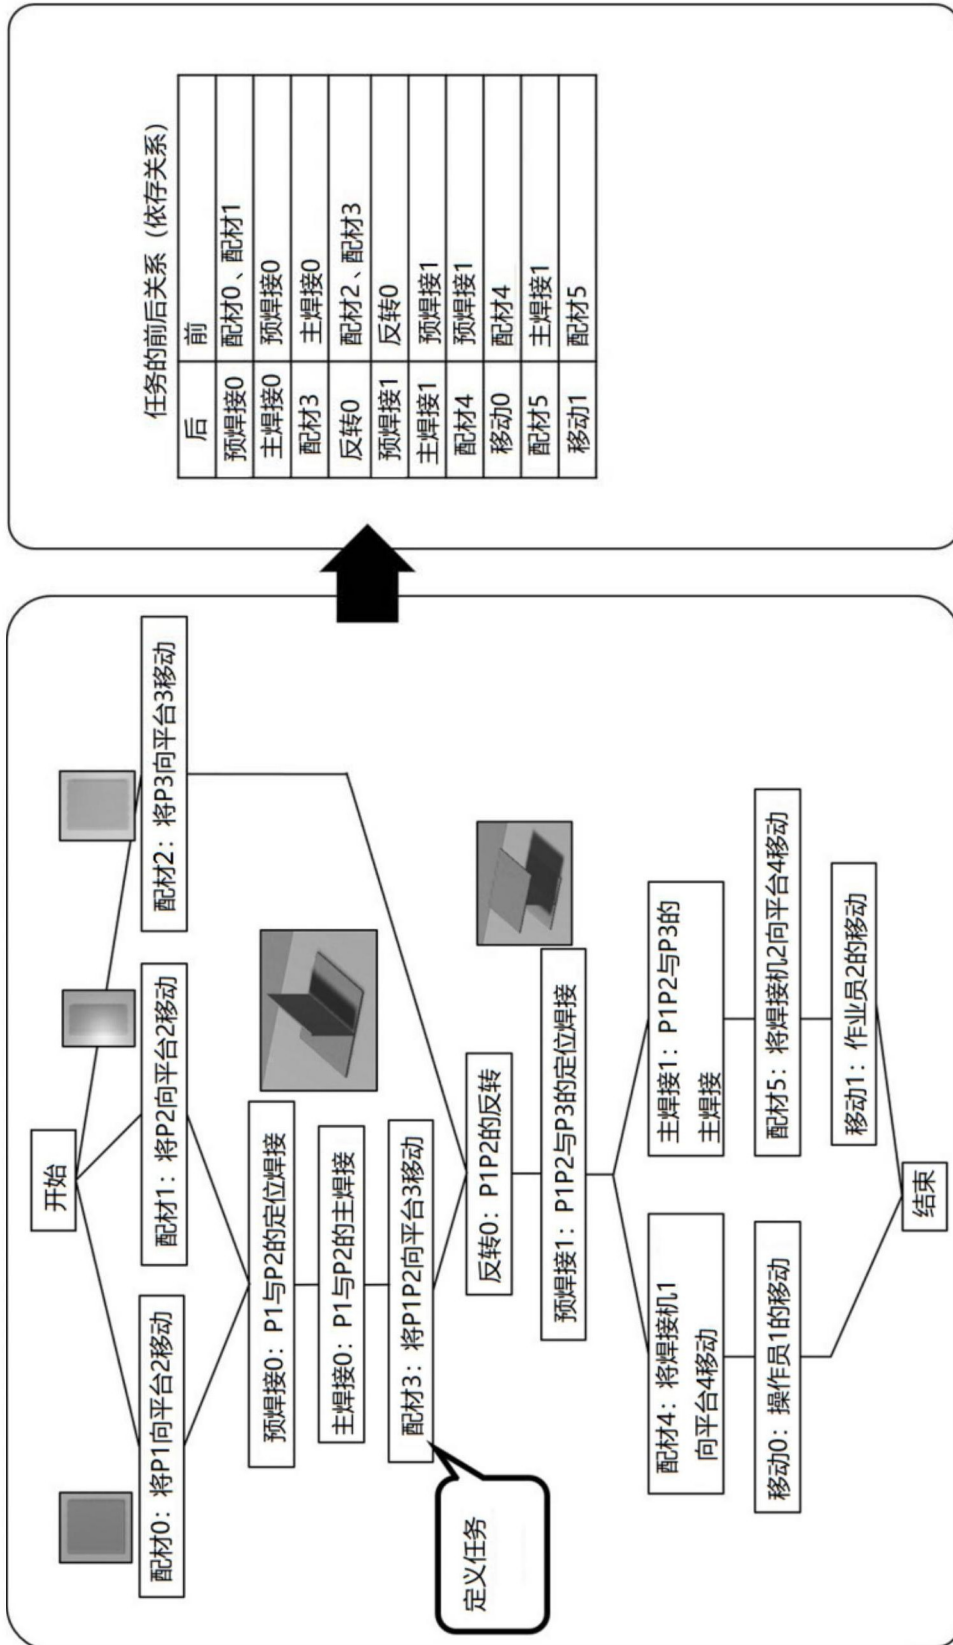 开始
配材0：将P1向平台2移动
配材1：将P2向平台2移动
配材2：将P3向平台3移动
预焊接0：P1与P2的定位焊接
主焊接0：P1与P2的主焊接
配材3：将P1P2向平台3移动
定义任务
反转0：P1P2的反转
预焊接1：P1P2与P3的定位焊接
配材4：将焊接机1
向平台4移动
主焊接1：P1P2与P3的
主焊接
移动0：操作员1的移动
配材5：将焊接机2向平台4移动
移动1：作业员2的移动
结束
任务的前后关系（依存关系）
后 前
预焊接0 配材0、配材1
主焊接0 预焊接0
配材3 主焊接0
反转0 配材2、配材3
预焊接1 反转0
主焊接1 预焊接1
配材4 预焊接1
移动0 配材4
配材5 主焊接1
移动1 配材5